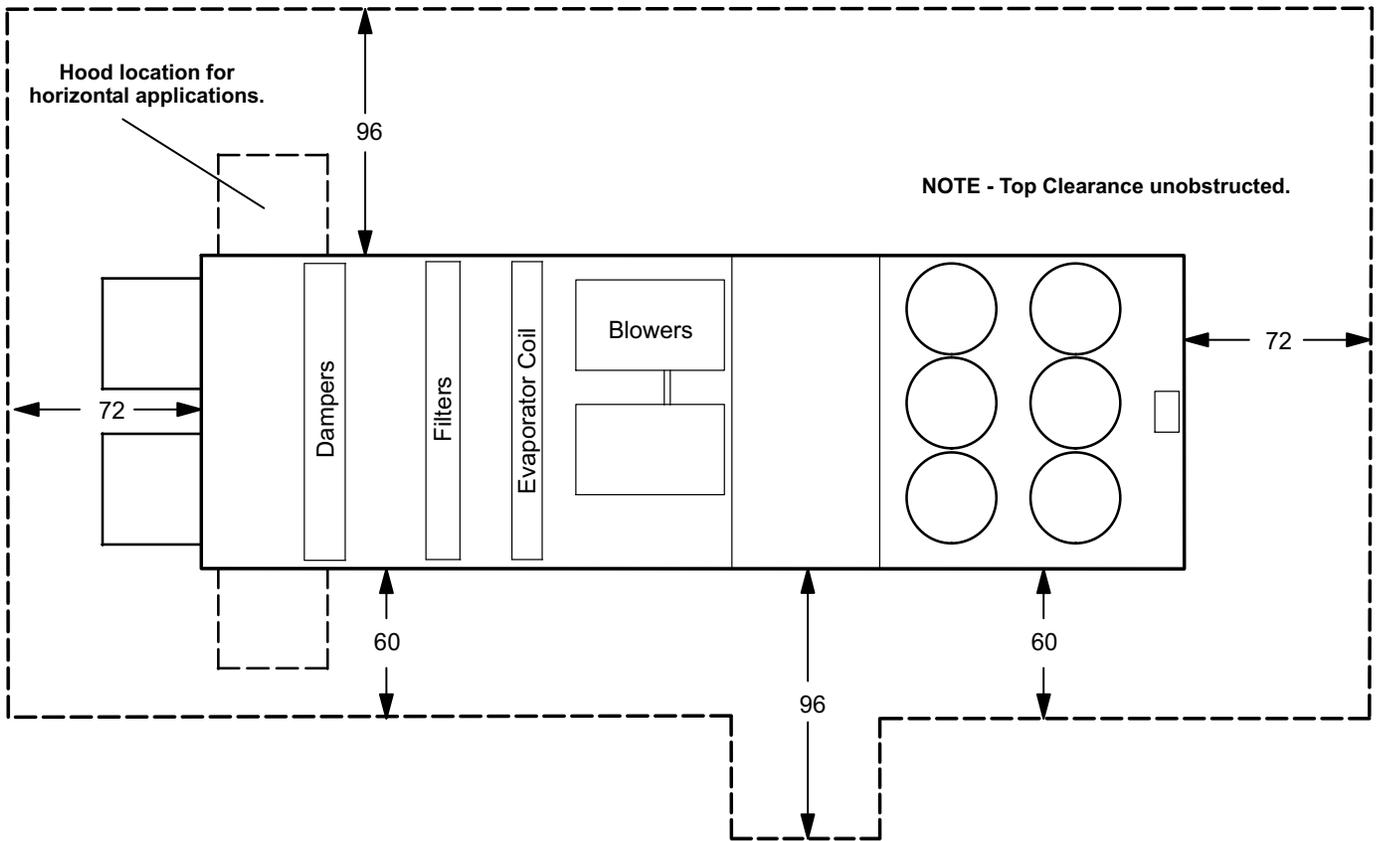 Hood location for
horizontal applications.
96
NOTE - Top Clearance unobstructed.
Blowers
72
Dampers
Filters
Evaporator Coil
72
60
60
96